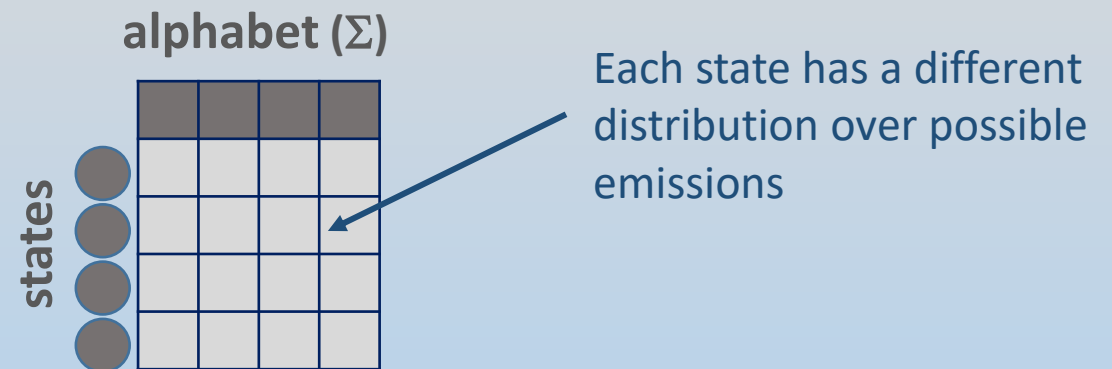 alphabet (Σ)
Each state has a different
distribution over possible
emissions
states